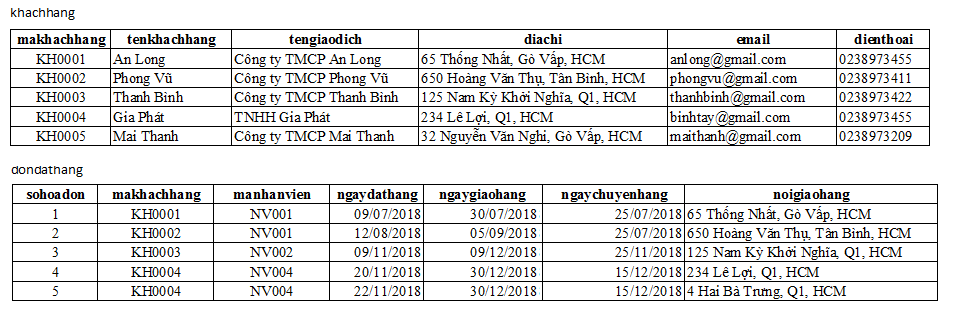 khachhang
makhachhang tenkhachhang tengiaodich diachi email dienthoai
KH0001 An Long Công ty TMCP An Long 65 Thống Nhất, Gò Vấp, HCM anlong@gmail.com 0238973455
KH0002 Phong Vũ Công ty TMCP Phong Vũ 650 Hoàng Văn Thụ, Tân Bình, HCM phongvu@gmail.com 0238973411
KH0003 Thanh Bình Công ty TMCP Thanh Bình 125 Nam Kỳ Khởi Nghĩa, Q1, HCM thanhbinh@gmail.com 0238973422
KH0004 Gia Phát TNHH Gia Phát 234 Lê Lợi, Q1, HCM binhtay@gmail.com 0238973455
KH0005 Mai Thanh Công ty TMCP Mai Thanh 32 Nguyễn Văn Nghi, Gò Vấp, HCM maithanh@gmail.com 0238973209
dondathang
sohoadon makhachhang manhanvien ngaydathang ngaygiaohang ngaychuyenhang noigiaohang
1 KH0001 NV001 09/07/2018 30/07/2018 25/07/2018 65 Thống Nhất, Gò Vấp, HCM
2 KH0002 NV001 12/08/2018 05/09/2018 25/07/2018 650 Hoàng Văn Thụ, Tân Bình, HCM
3 KH0003 NV002 09/11/2018 09/12/2018 25/11/2018 125 Nam Kỳ Khởi Nghĩa, Q1, HCM
4 KH0004 NV004 20/11/2018 30/12/2018 15/12/2018 234 Lê Lợi, Q1, HCM
5 KH0004 NV004 22/11/2018 30/12/2018 15/12/2018 4 Hai Bà Trưng, Q1, HCM